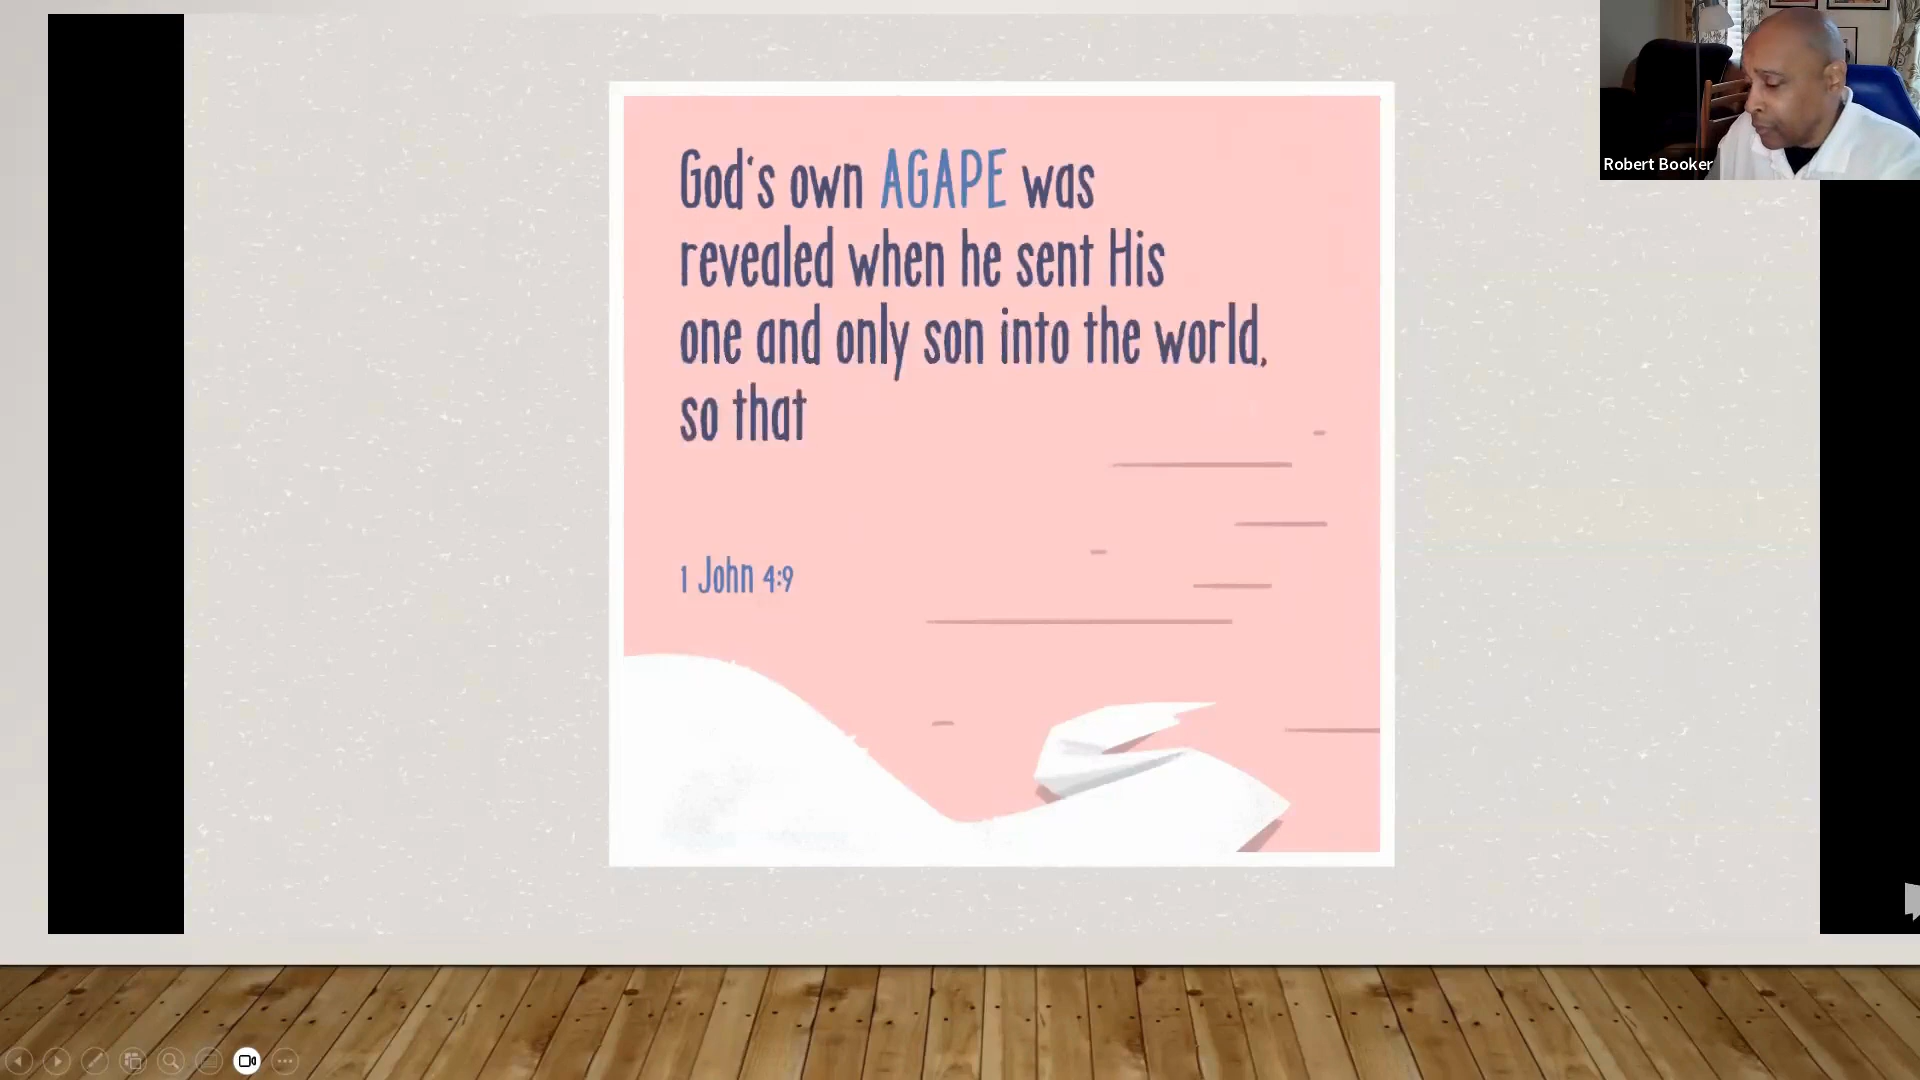 God's own AGAPE was
revealed when he sent His
one and only son into the world,
so that
1 John 4:9
Robert Booker